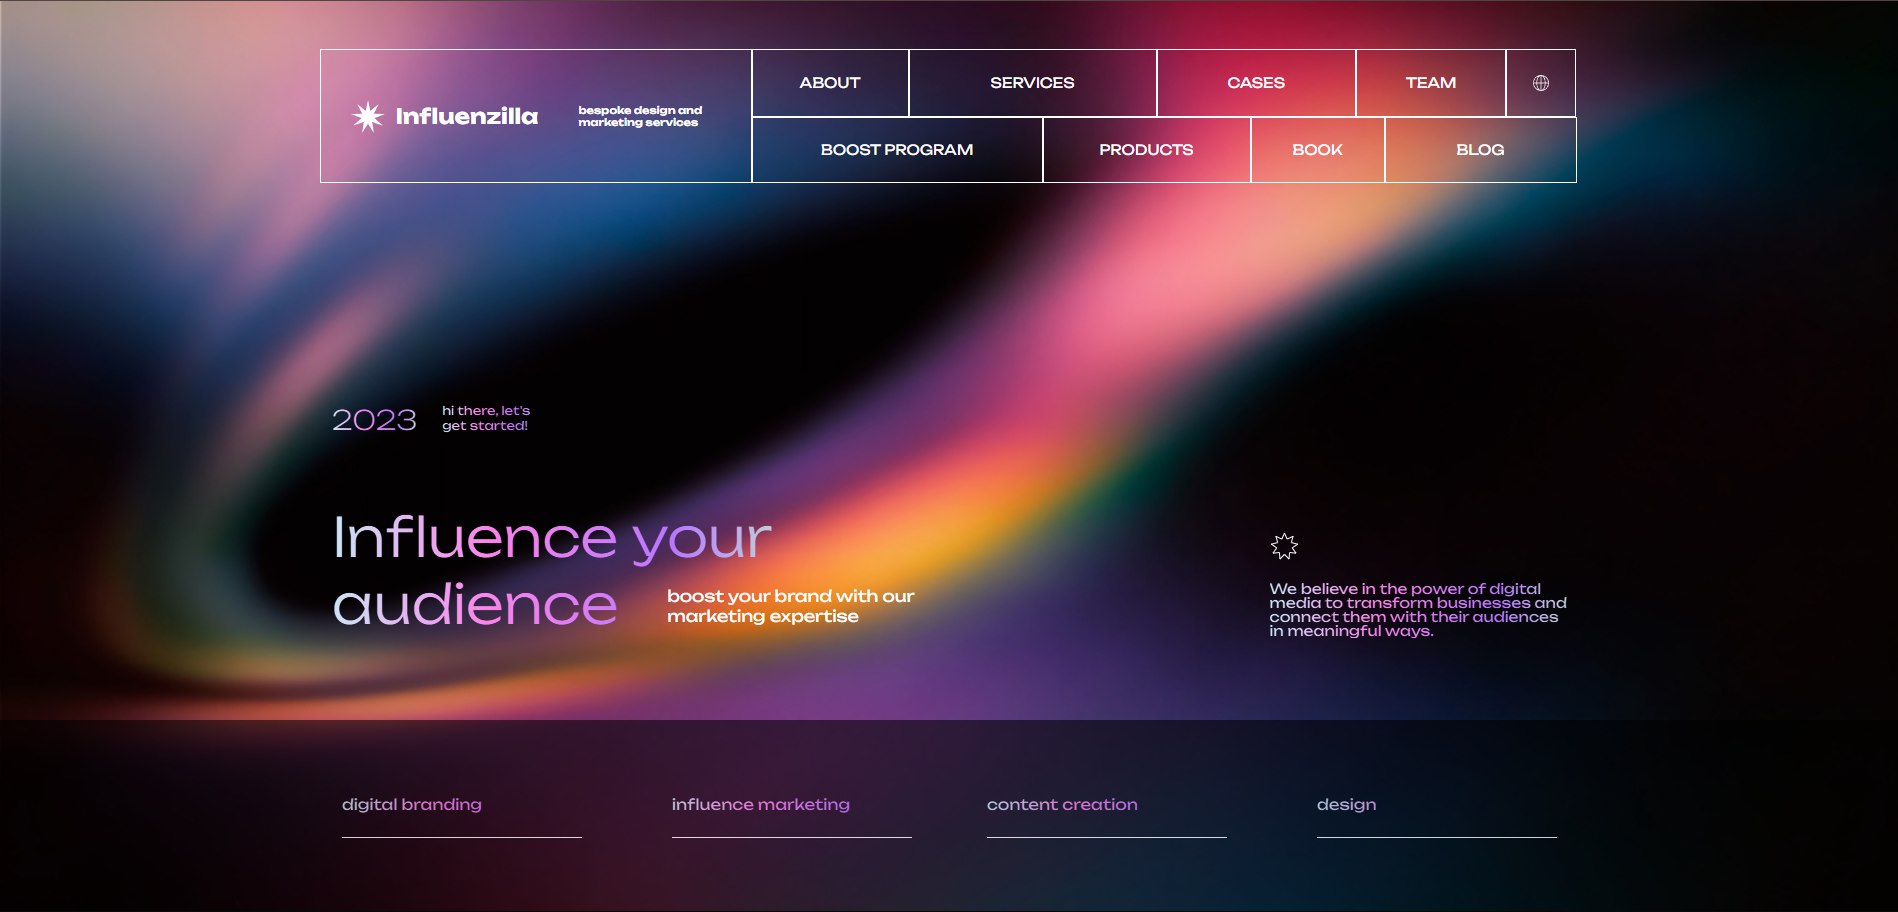 Influenzilla
bespoke design and
marketing services
ABOUT
SERVICES
CASES
TEAM
BOOST PROGRAM
PRODUCTS
BOOK
BLOG
2023
hi there, let's
get started!
Influence your
audience
boost your brand with our
marketing expertise
We believe in the power of digital
media to transform businesses and
connect them with their audiences
in meaningful ways.
digital branding
influence marketing
content creation
design